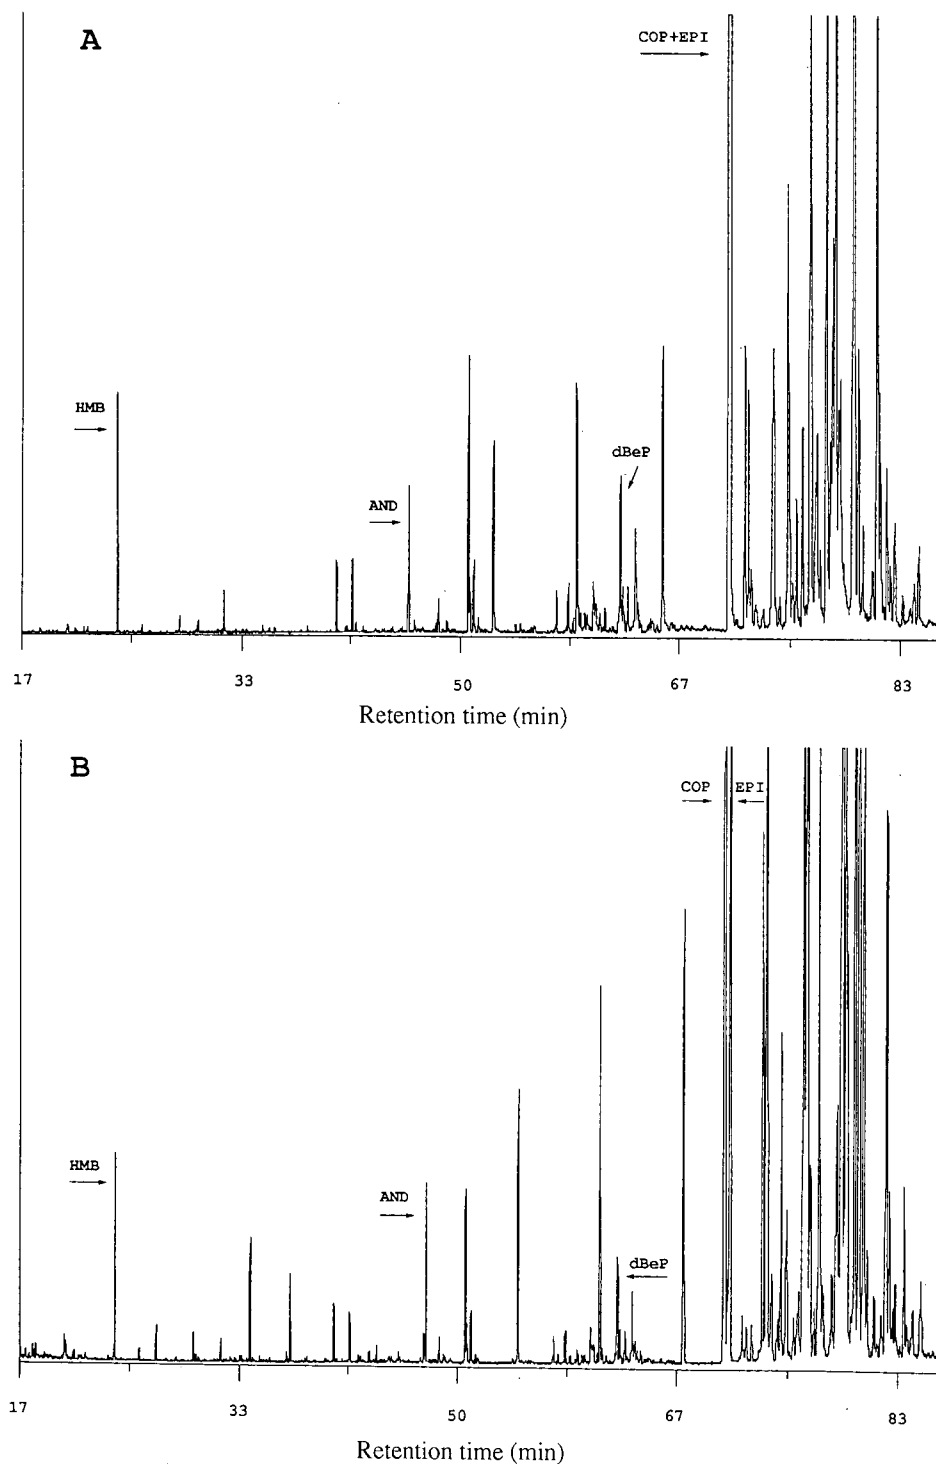 A
COP+EPI
HMB
dBeP
AND
17 33 50 67 83
Retention time (min)
B
COP EPI
HMB
AND
dBeP
17 33 50 67 83
Retention time (min)